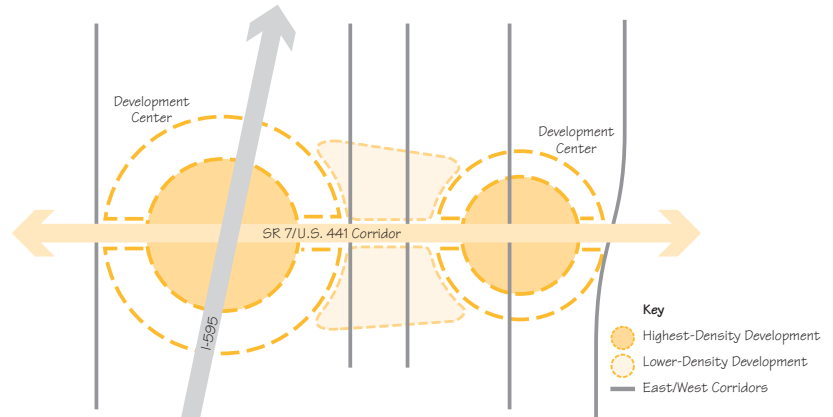 Development
Center
Development
Center
SR 7/U.S. 441 Corridor
I-595
Key
Highest-Density Development
Lower-Density Development
East/West Corridors